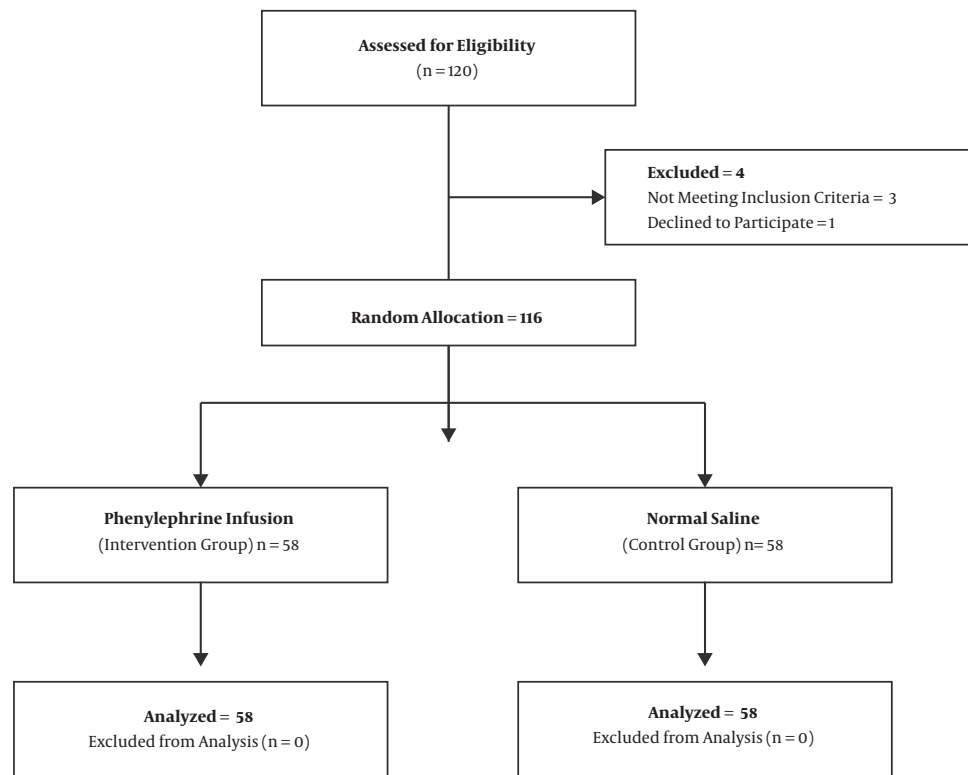 Assessed for Eligibility
(n = 120)
Excluded = 4
Not Meeting Inclusion Criteria = 3
Declined to Participate =1
Random Allocation = 116
Phenylephrine Infusion
(Intervention Group) n = 58
Normal Saline
(Control Group) n= 58
Analyzed = 58
Excluded from Analysis (n = 0)
Analyzed = 58
Excluded from Analysis (n = 0)